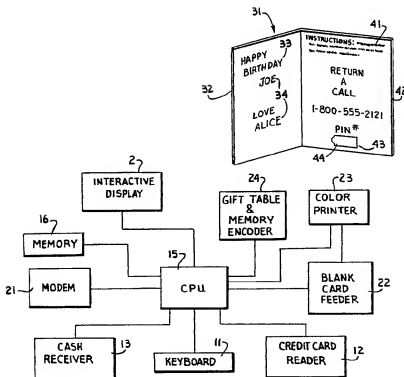 31
41
INSTRUCTIONS:
HAPPY
BIRTHDAY
33
JOE
34
LOVE
ALICE
32
RETURN
A
CALL
1-800-555-2121
PIN #
42
43
44
2
INTERACTIVE
DISPLAY
24
GIFT TABLE
& MEMORY
ENCODER
23
COLOR
PRINTER
16
MEMORY
15
CPU
21
MODEM
BLANK
CARD
FEEDER
22
CASH
RECEIVER
13
KEYBOARD
11
CREDIT CARD
READER
12